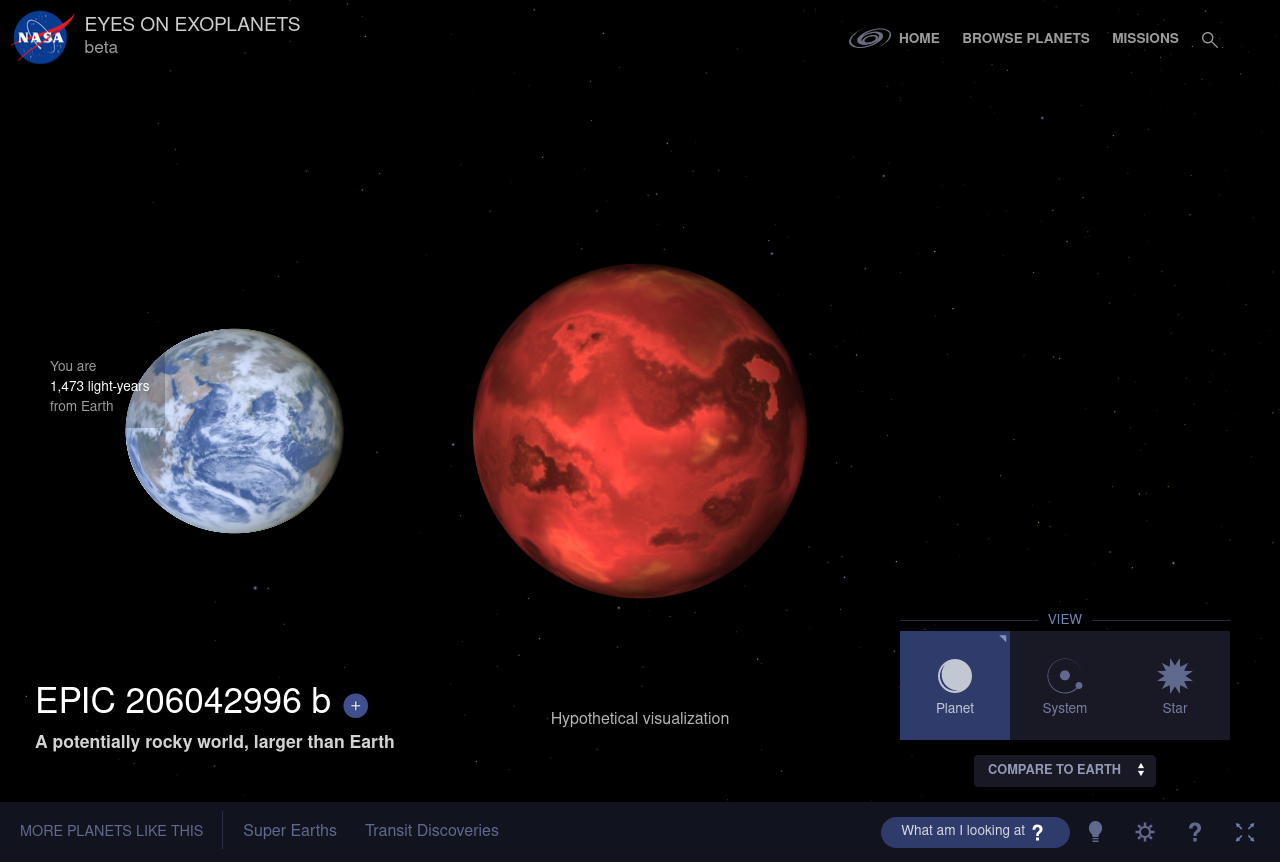 NASA
EYES ON EXOPLANETS
beta
HOME
BROWSE PLANETS
MISSIONS
You are
1,473 light-years
from Earth
EPIC 206042996 b +
A potentially rocky world, larger than Earth
Hypothetical visualization
VIEW
Planet
System
Star
COMPARE TO EARTH
MORE PLANETS LIKE THIS
Super Earths
Transit Discoveries
What am I looking at ?
?